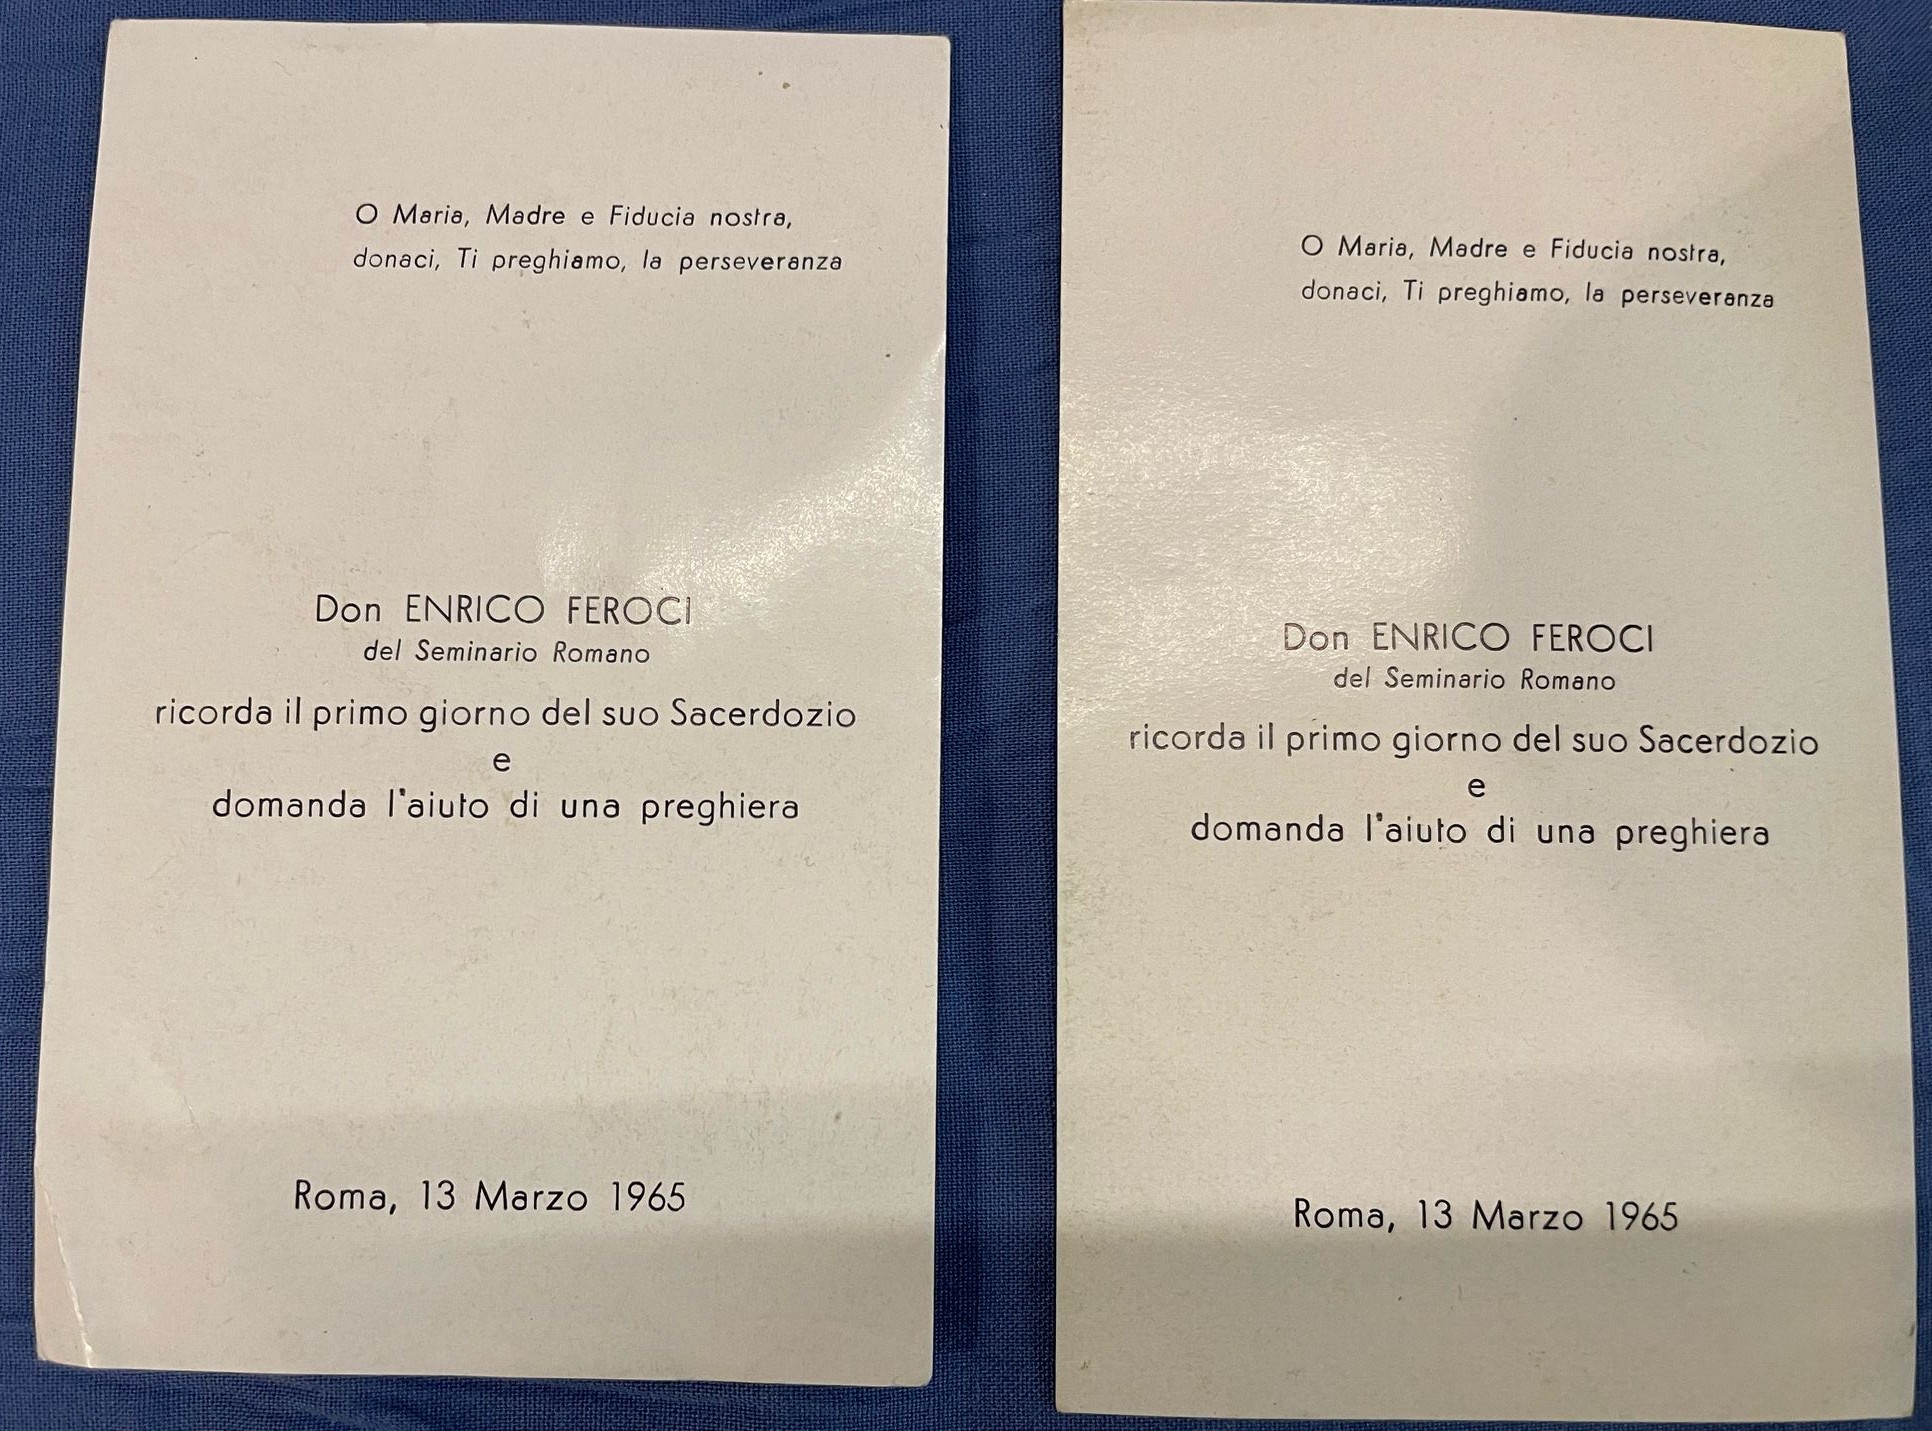 O Maria, Madre e Fiducia nostra,
donaci, Ti preghiamo, la perseveranza
Don ENRICO FEROCI
del Seminario Romano
ricorda il primo giorno del suo Sacerdozio
e
domanda l'aiuto di una preghiera
Roma, 13 Marzo 1965
O Maria, Madre e Fiducia nostra,
donaci, Ti preghiamo, la perseveranza
Don ENRICO FEROCI
del Seminario Romano
ricorda il primo giorno del suo Sacerdozio
e
domanda l'aiuto di una preghiera
Roma, 13 Marzo 1965